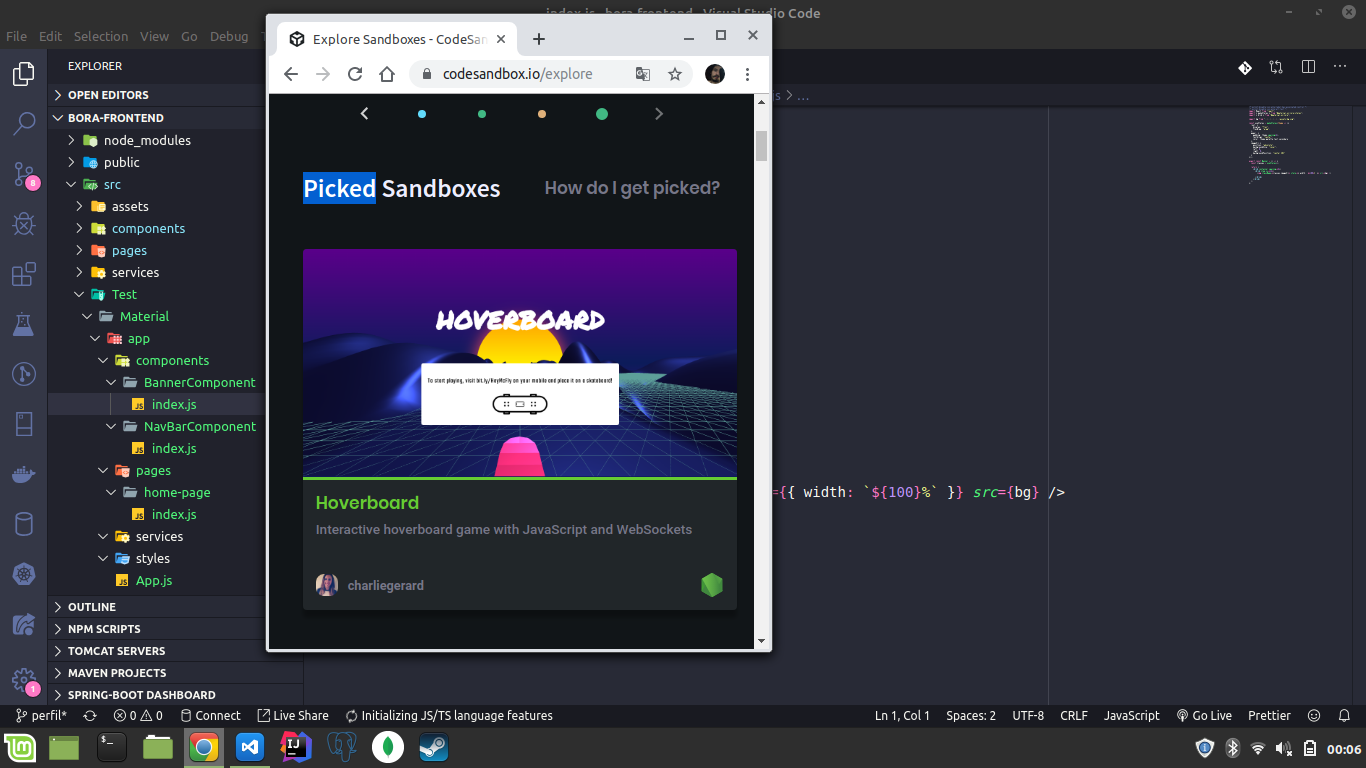 index.js - bora-frontend - Visual Studio Code
File Edit Selection View Go Debug
Explore Sandboxes - CodeSan
codesandbox.io/explore
EXPLORER
OPEN EDITORS
BORA-FRONTEND
node_modules
public
src
assets
components
pages
services
Test
Material
app
components
BannerComponent
index.js
NavBarComponent
index.js
pages
home-page
index.js
services
styles
App.js
OUTLINE
NPM SCRIPTS
TOMCAT SERVERS
MAVEN PROJECTS
SPRING-BOOT DASHBOARD
8
1
Picked Sandboxes
How do I get picked?
HOVERBOARD
To start playing, visit bit.ly/HeyMcFly on your mobile and place it on a skateboard!
Hoverboard
Interactive hoverboard game with JavaScript and WebSockets
charliegerard
js > ...
={{ width: `${100}%` }} src={bg} />
perfil* 0 0 Connect Live Share Initializing JS/TS language features
Ln 1, Col 1 Spaces: 2 UTF-8 CRLF JavaScript Go Live Prettier
00:06